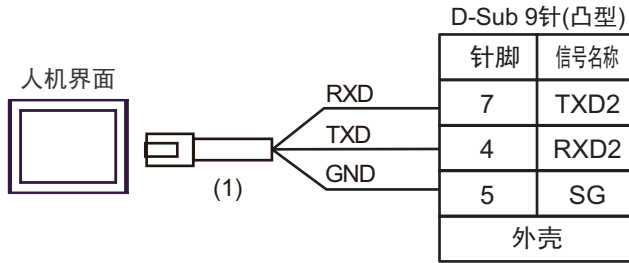 D-Sub 9针(凸型)
人机界面
针脚 信号名称
RXD 7 TXD2
TXD 4 RXD2
GND 5 SG
(1)
外壳